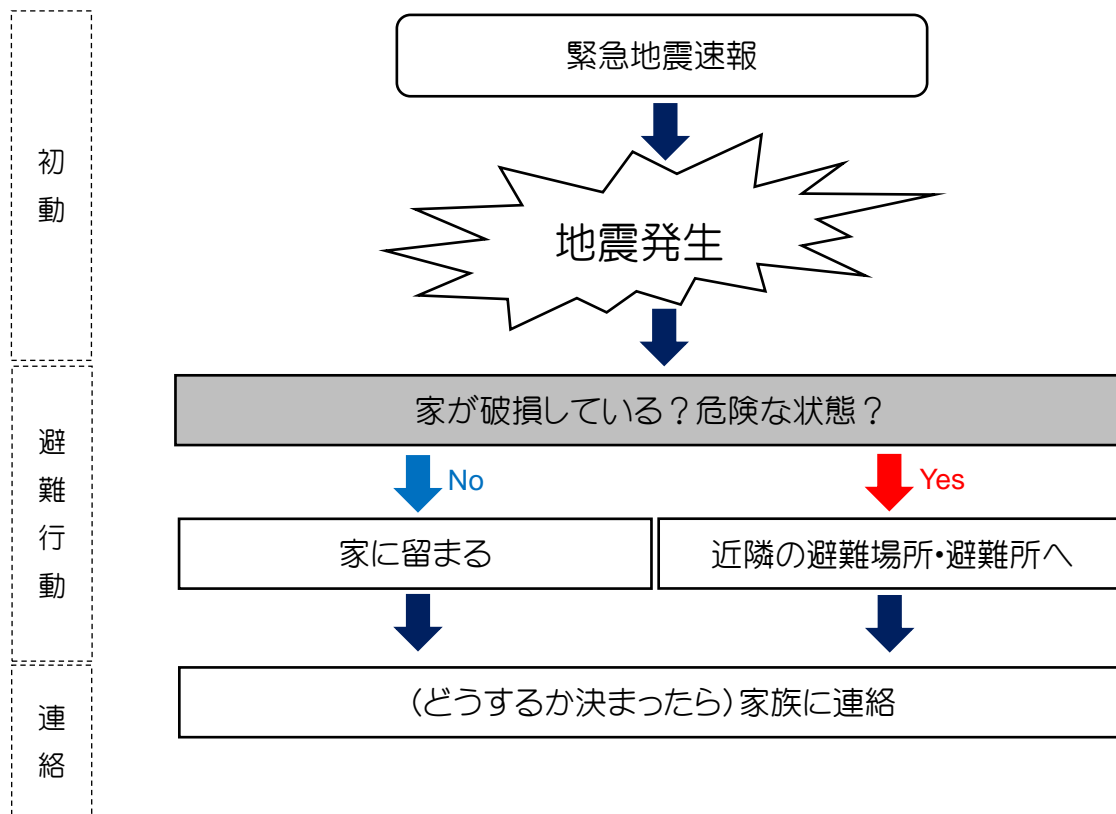 初動
緊急地震速報
地震発生
避難行動
家が破損している？危険な状態？
No
Yes
家に留まる
近隣の避難場所・避難所へ
連絡
（どうするか決まったら）家族に連絡